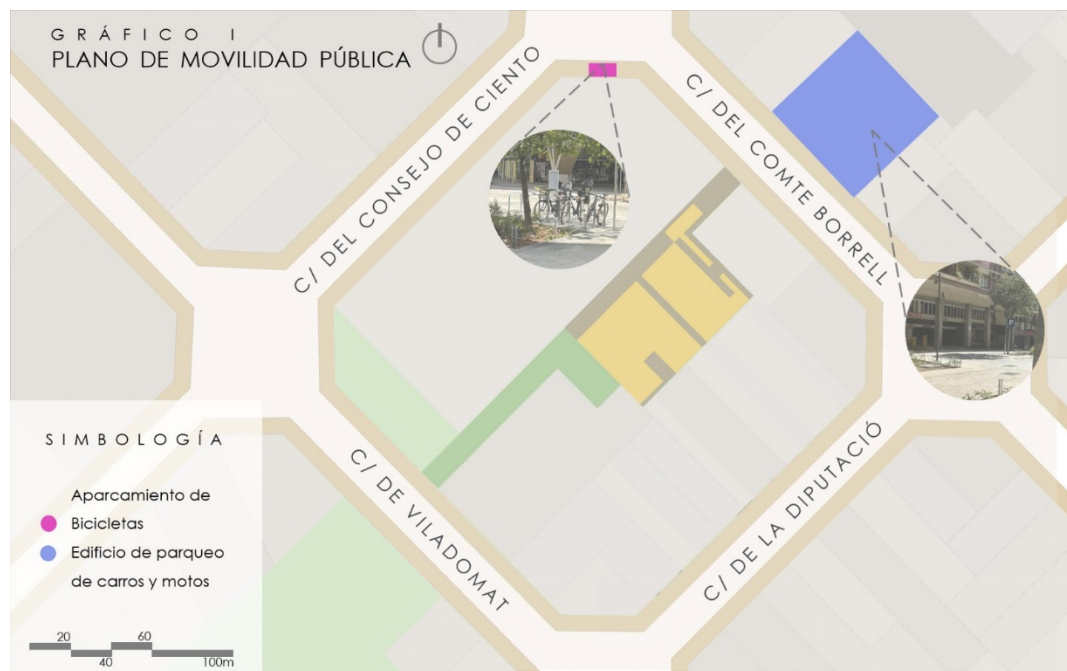 GRÁFICO I
PLANO DE MOVILIDAD PÚBLICA
C/ DEL CONSEJO DE CIENTO
C/ DEL COMTE BORRELL
C/ DE VILADOMAT
C/ DE LA DIPUTACIÓ
SIMBOLOGÍA
Aparcamiento de
Bicicletas
Edificio de parqueo
de carros y motos
20 60
40 100m